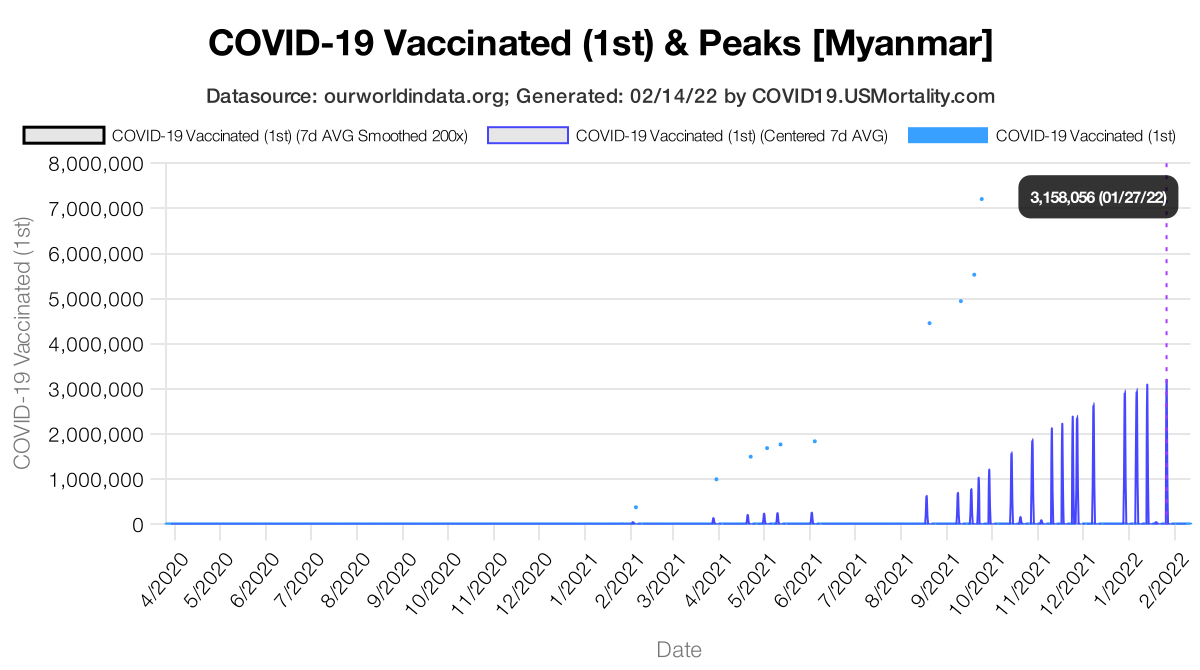 COVID-19 Vaccinated (1st) & Peaks [Myanmar]
Datasource: ourworldindata.org; Generated: 02/14/22 by COVID19.USMortality.com
COVID-19 Vaccinated (1st) (7d AVG Smoothed 200x) COVID-19 Vaccinated (1st) (Centered 7d AVG) COVID-19 Vaccinated (1st)
8,000,000
7,000,000
6,000,000
5,000,000
4,000,000
3,000,000
2,000,000
1,000,000
0
COVID-19 Vaccinated (1st)
3,158,056 (01/27/22)
4/2020 5/2020 6/2020 7/2020 8/2020 9/2020 10/2020 11/2020 12/2020 1/2021 2/2021 3/2021 4/2021 5/2021 6/2021 7/2021 8/2021 9/2021 10/2021 11/2021 12/2021 1/2022 2/2022
Date